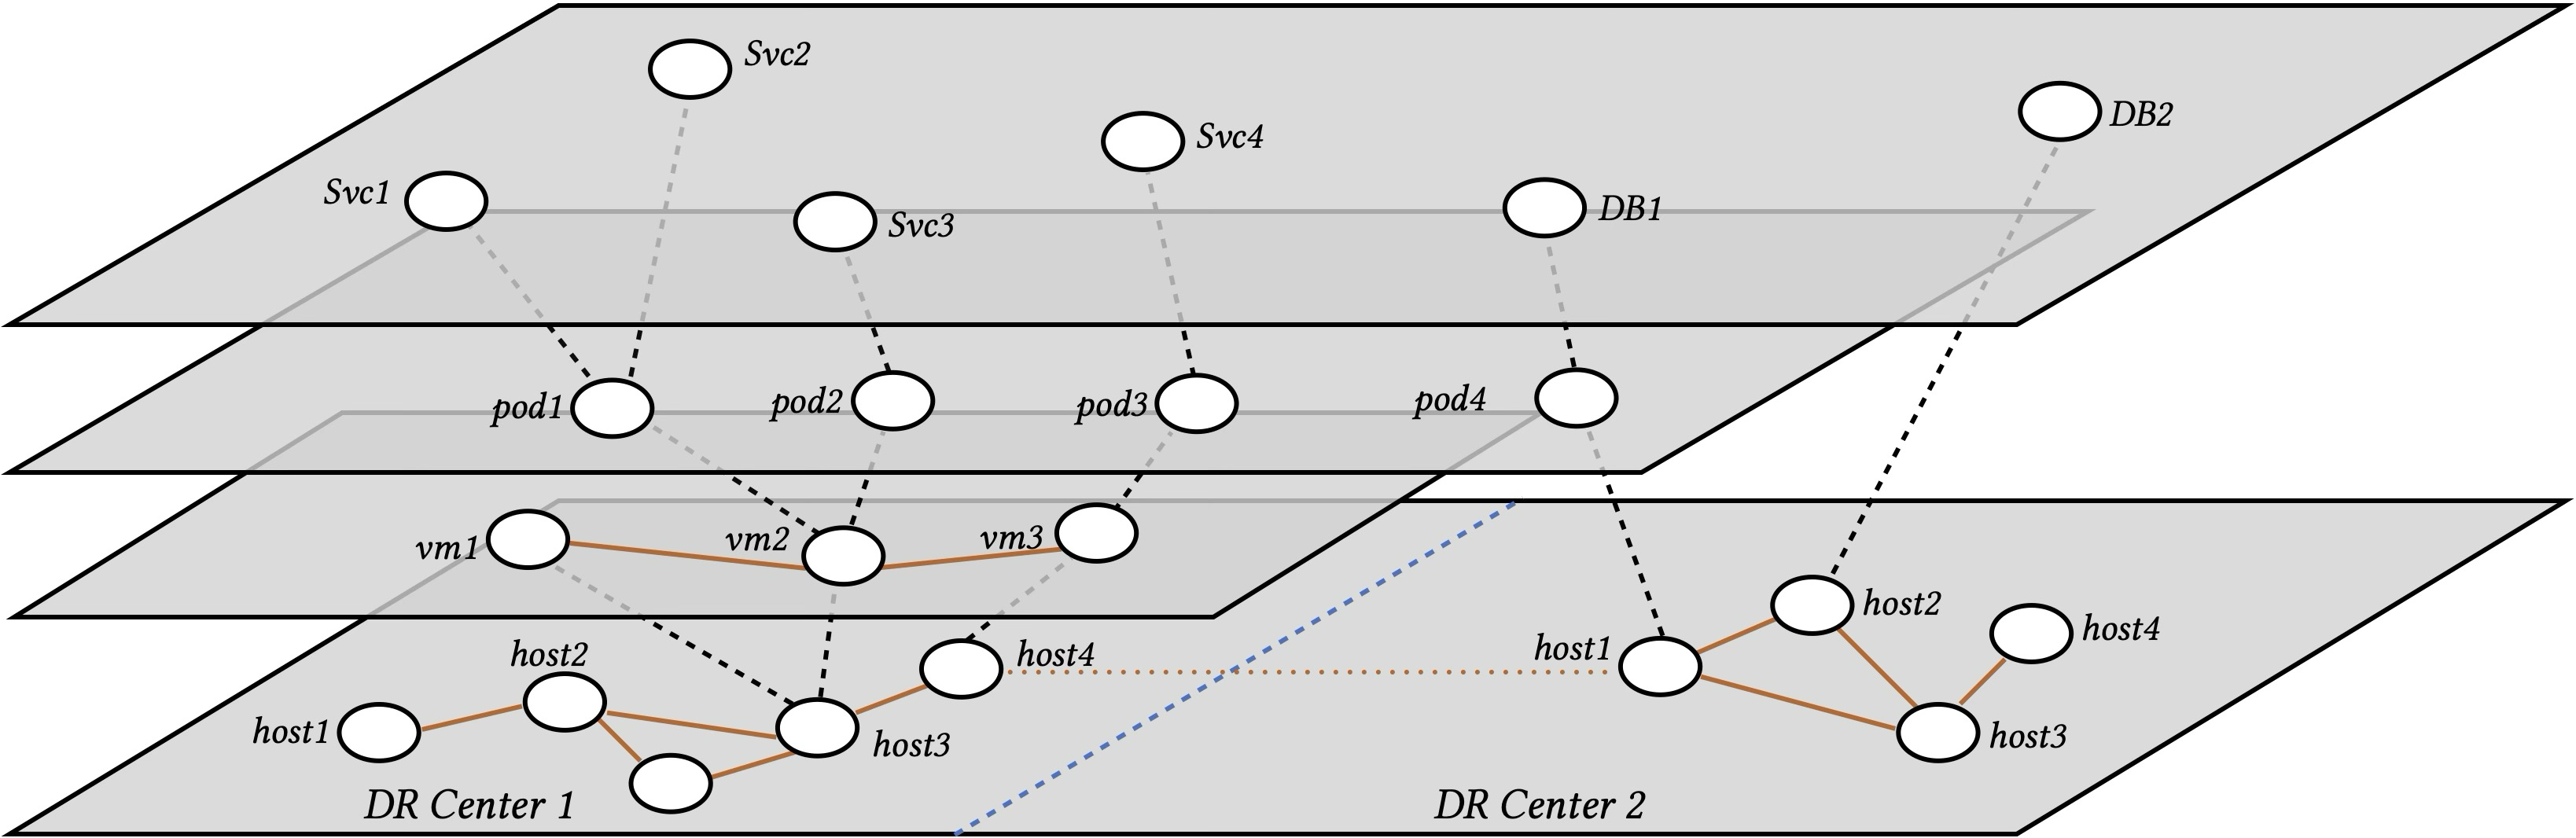 Svc2
DB2
Svc4
Svc1
Svc3
DB1
pod1
pod2
pod3
pod4
vm1
vm2
vm3
host2
host4
host1
host2
host4
host1
host3
host3
DR Center 1
DR Center 2